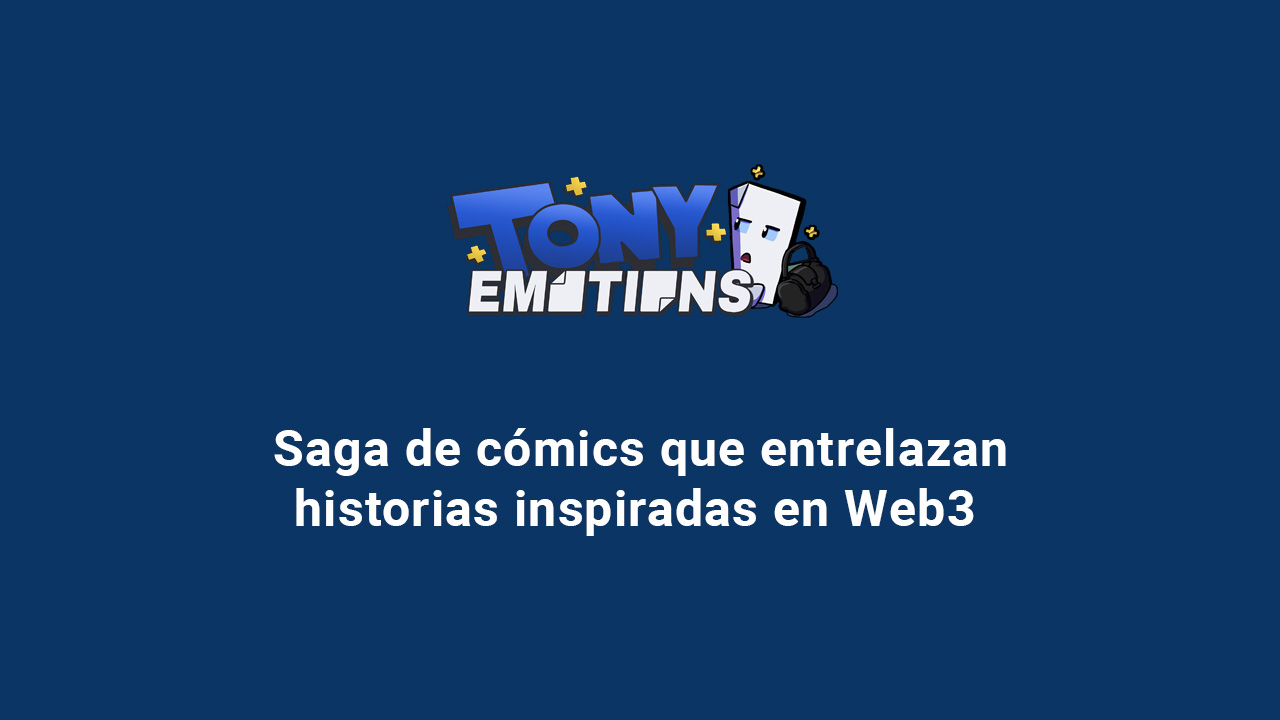 TONY
EMOTIONS
Saga de cómics que entrelazan
historias inspiradas en Web3